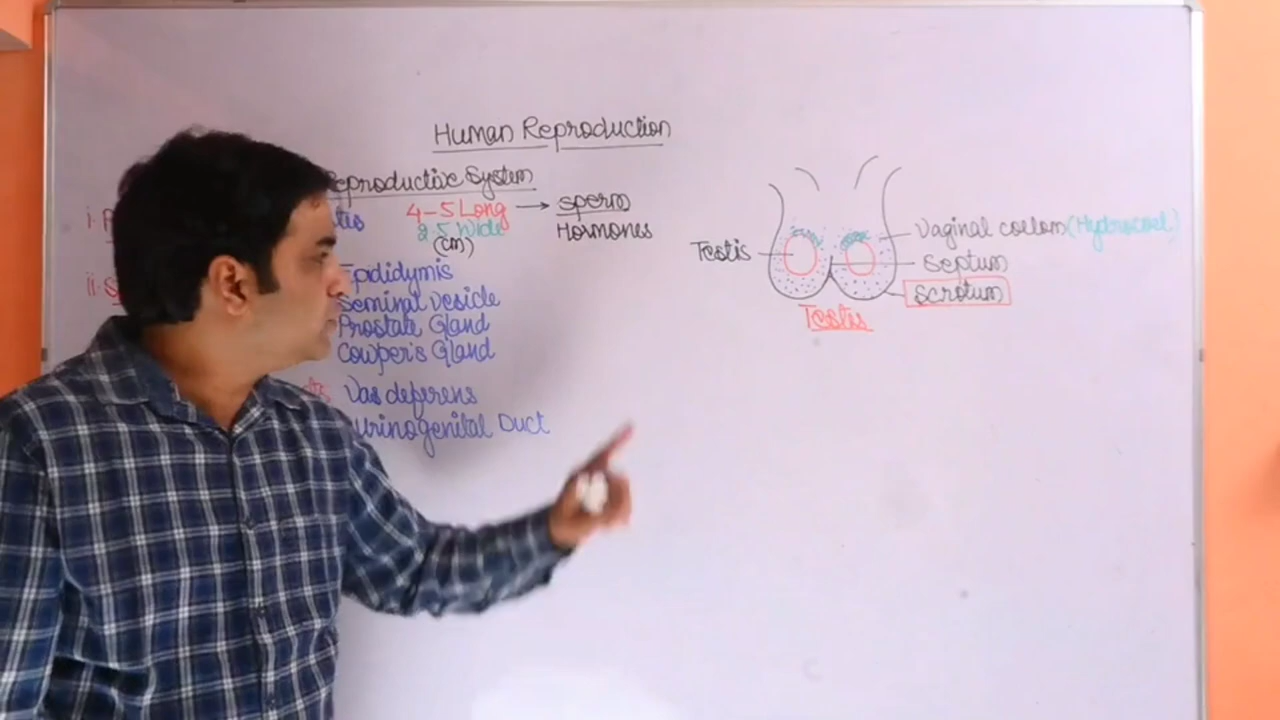 Human Reproduction
Reproductive System
4-5 Long → sperm
2.5 Wide Hormones
(cm)
i
ii
Epididymis
Seminal vesicle
Prostate Gland
Cowper's Gland
Vas deferens
Urinogenital Duct
Testis
Vaginal coelom (Hydrocoel)
Septum
Scrotum
Testis